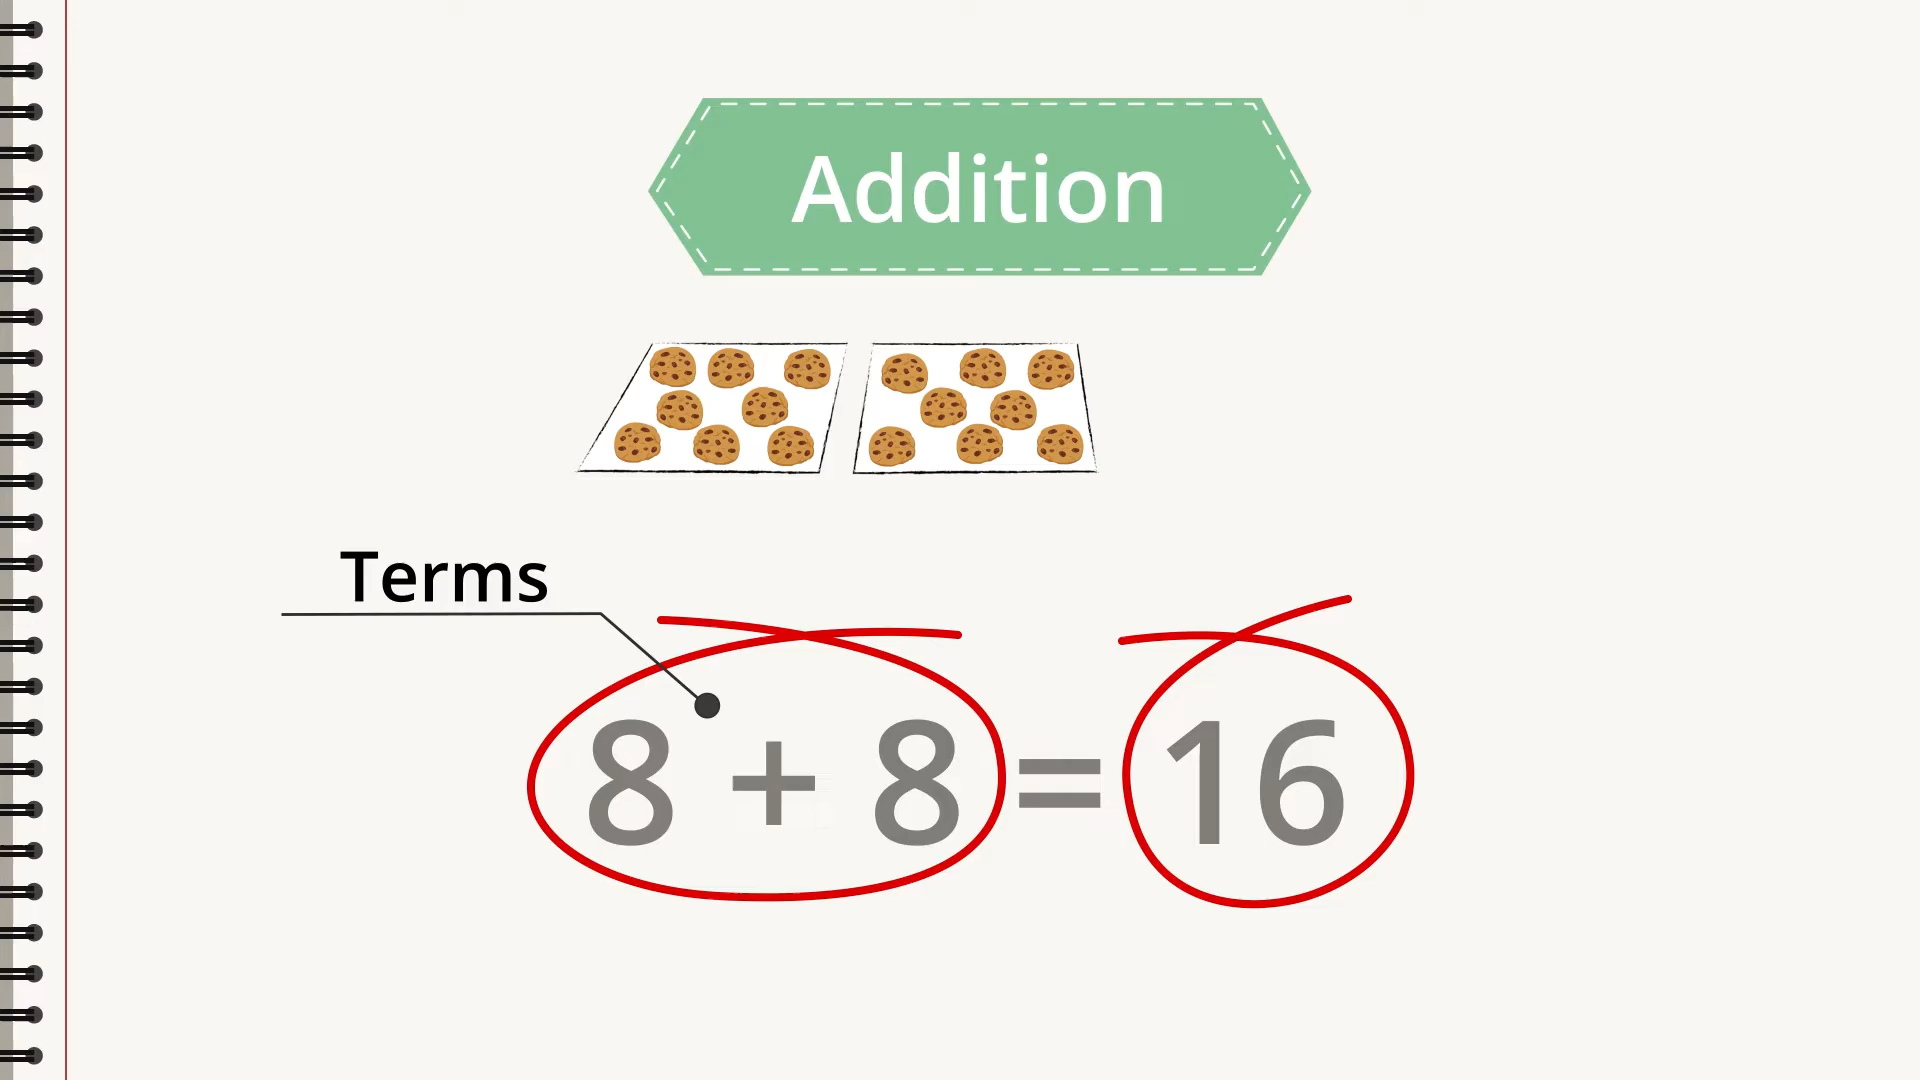 Addition
Terms
8 + 8 = 16